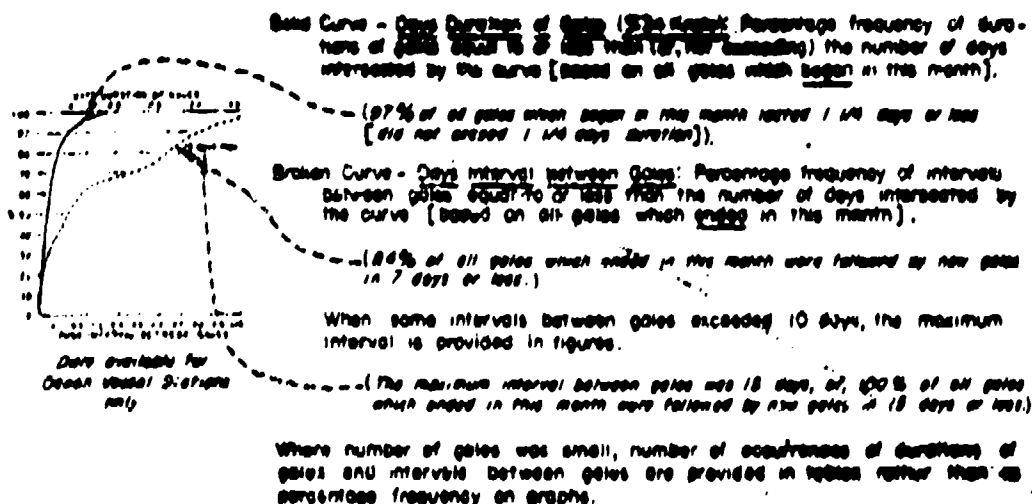 Solid Curve - Days Duration of Gales Percentage frequency of dura-
tions of gales equal to or less than (or, not exceeding) the number of days
intersected by the curve [based on all gales which began in this month].
(97% of all gales which began in this month lasted 1 1/4 days or less
[did not exceed 1 1/4 days duration]).
Broken Curve - Days Interval between Gales: Percentage frequency of intervals
between gales equal to or less than the number of days intersected by
the curve [based on all gales which ended in this month].
(84% of all gales which ended in this month were followed by new gales
in 7 days or less.)
When some intervals between gales exceeded 10 days, the maximum
interval is provided in figures.
Data available for
Ocean Vessel Stations
only
(The maximum interval between gales was 18 days, or, 100% of all gales
which ended in this month were followed by new gales in 18 days or less.)
Where number of gales was small, number of occurrences of durations of
gales and intervals between gales are provided in tables rather than as
percentage frequency on graphs.